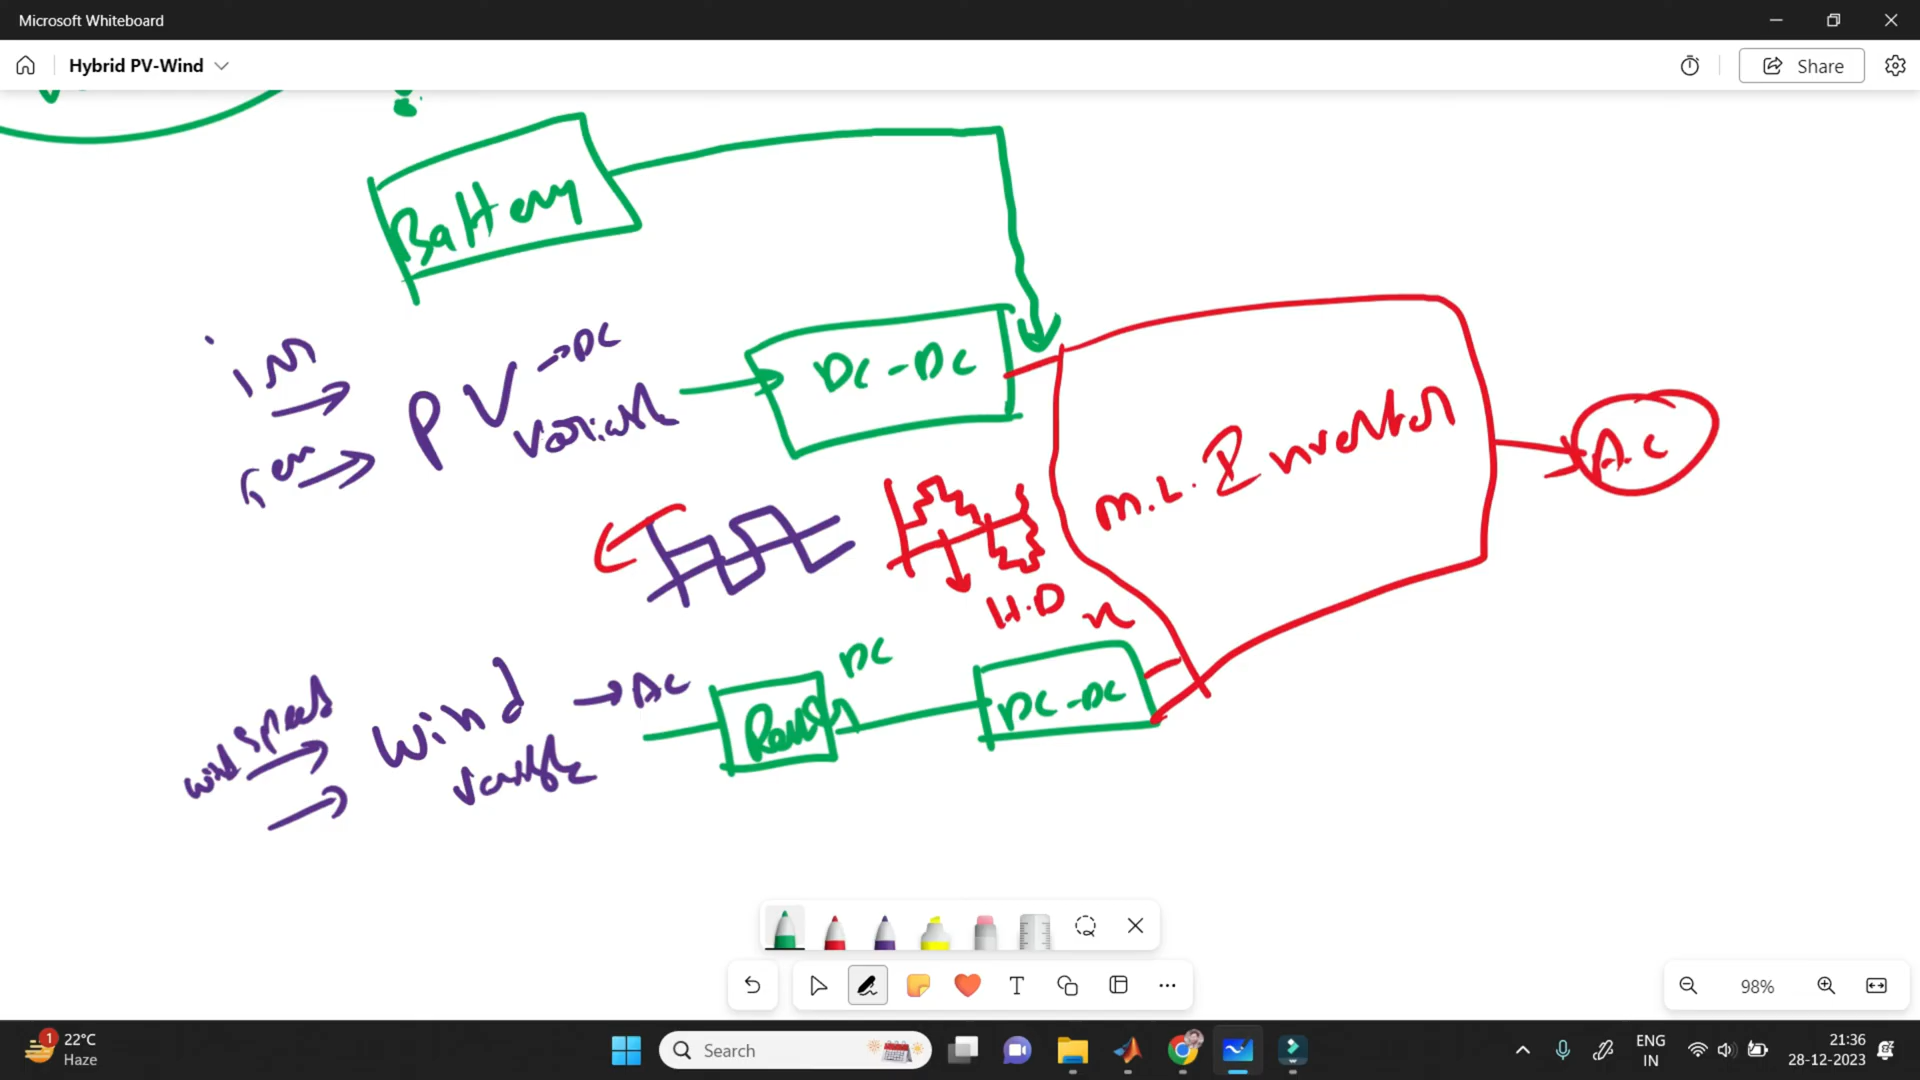 Microsoft Whiteboard
Hybrid PV-Wind
Share
Battery
irr
→DC
PV
variable
Tem
DC-DC
M.L. Inverter
A.C
H.D
n
DC
Wind →AC
wind speed
variable
DC-DC
98%
1
22°C
Haze
Search
ENG
IN
21:36
28-12-2023